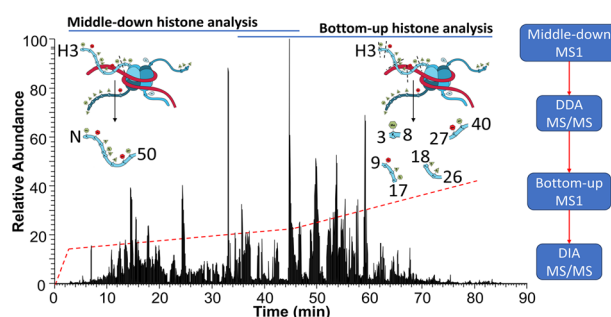 Middle-down histone analysis
Bottom-up histone analysis
H3
N
50
H3
3
8
27
40
9
17
18
26
Relative Abundance
100
80
60
40
20
0
0
10
20
30
40
50
60
70
80
90
Time (min)
Middle-down
MS1
DDA
MS/MS
Bottom-up
MS1
DIA
MS/MS